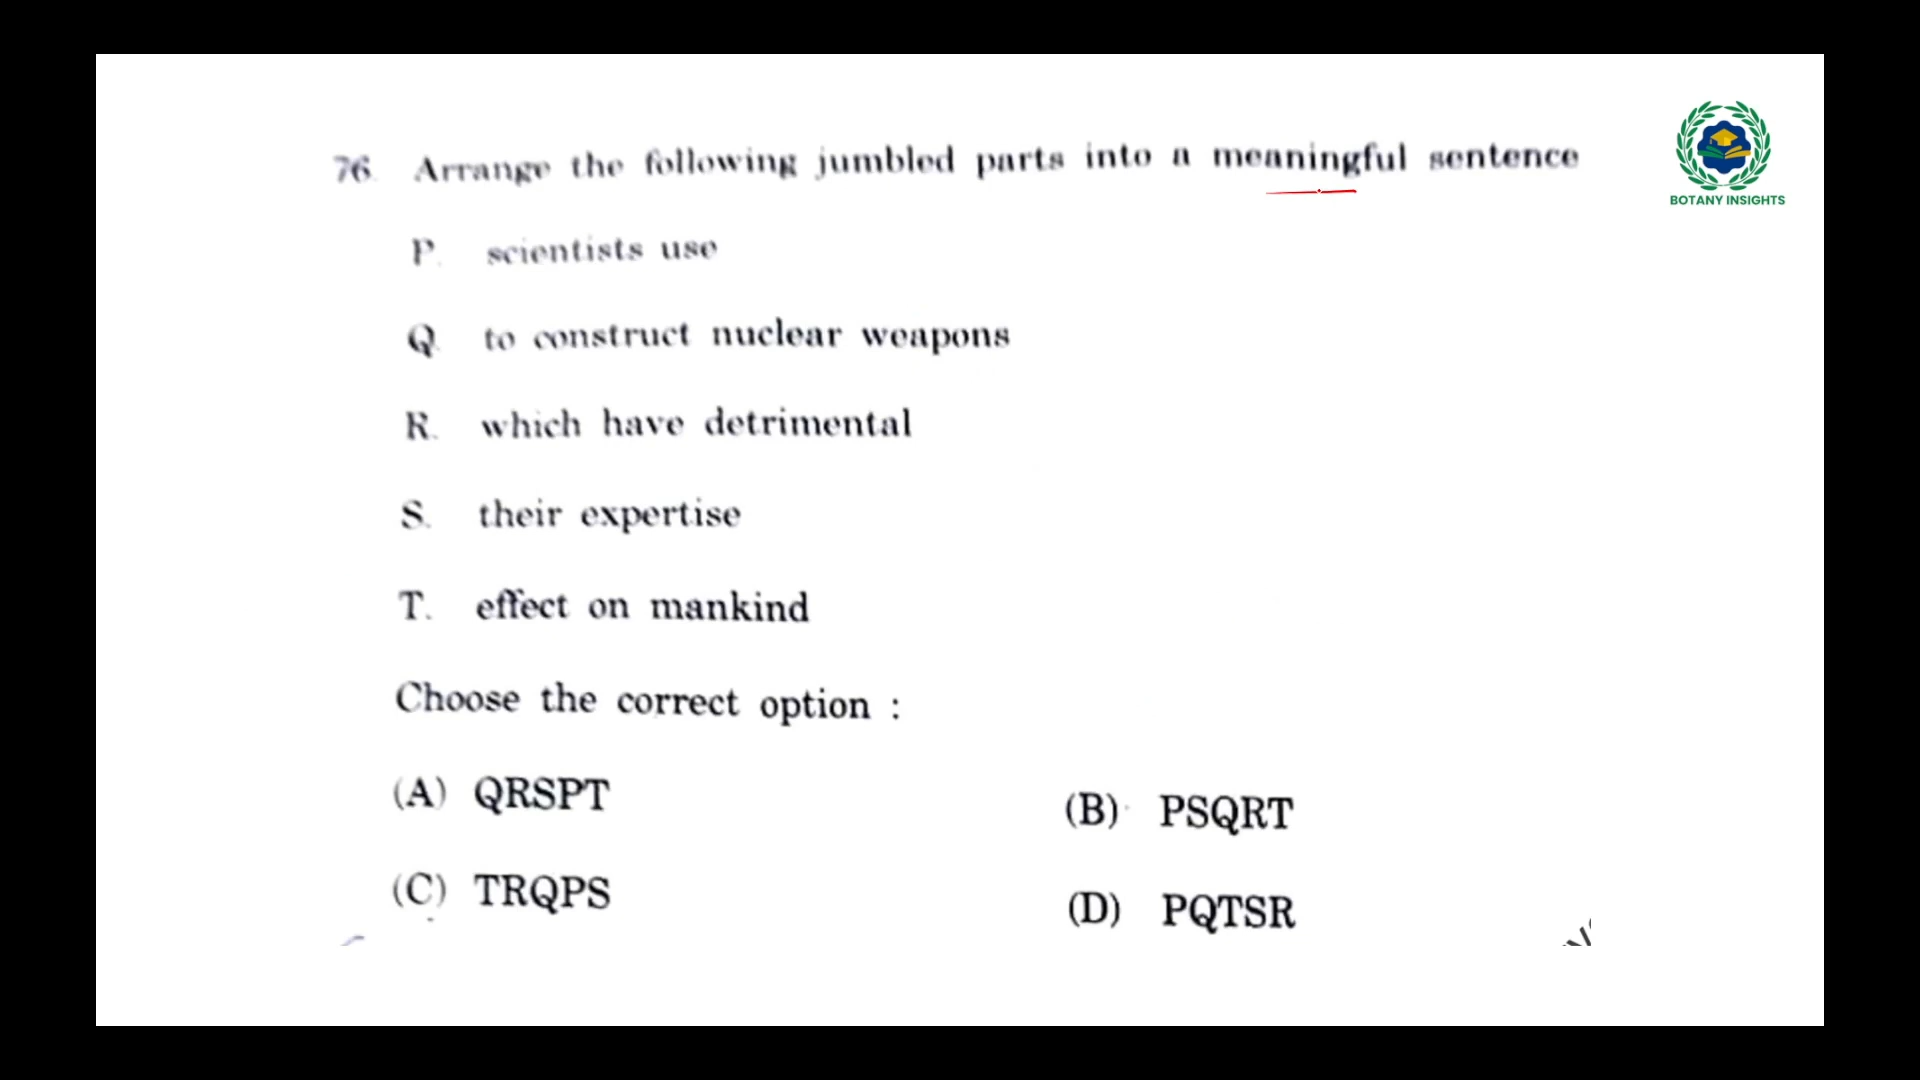 76. Arrange the following jumbled parts into a meaningful sentence
BOTANY INSIGHTS
P. scientists use
Q. to construct nuclear weapons
R. which have detrimental
S. their expertise
T. effect on mankind
Choose the correct option :
(A) QRSPT
(B) PSQRT
(C) TRQPS
(D) PQTSR